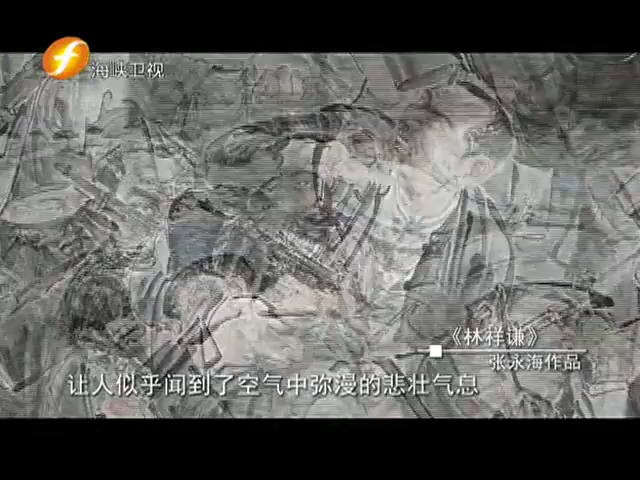 海峡卫视
《林祥谦》
张永海作品
让人似乎闻到了空气中弥漫的悲壮气息